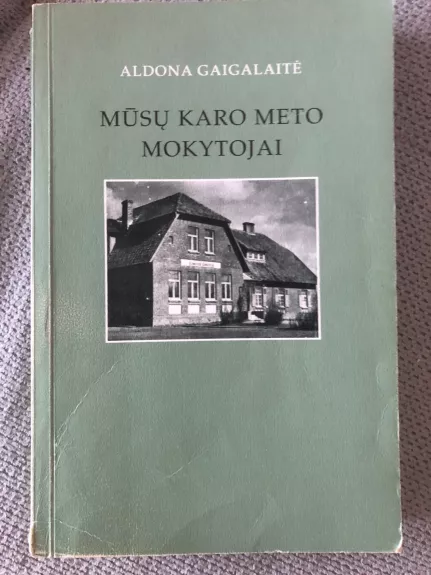 ALDONA GAIGALAITĖ
MŪSŲ KARO METO
MOKYTOJAI